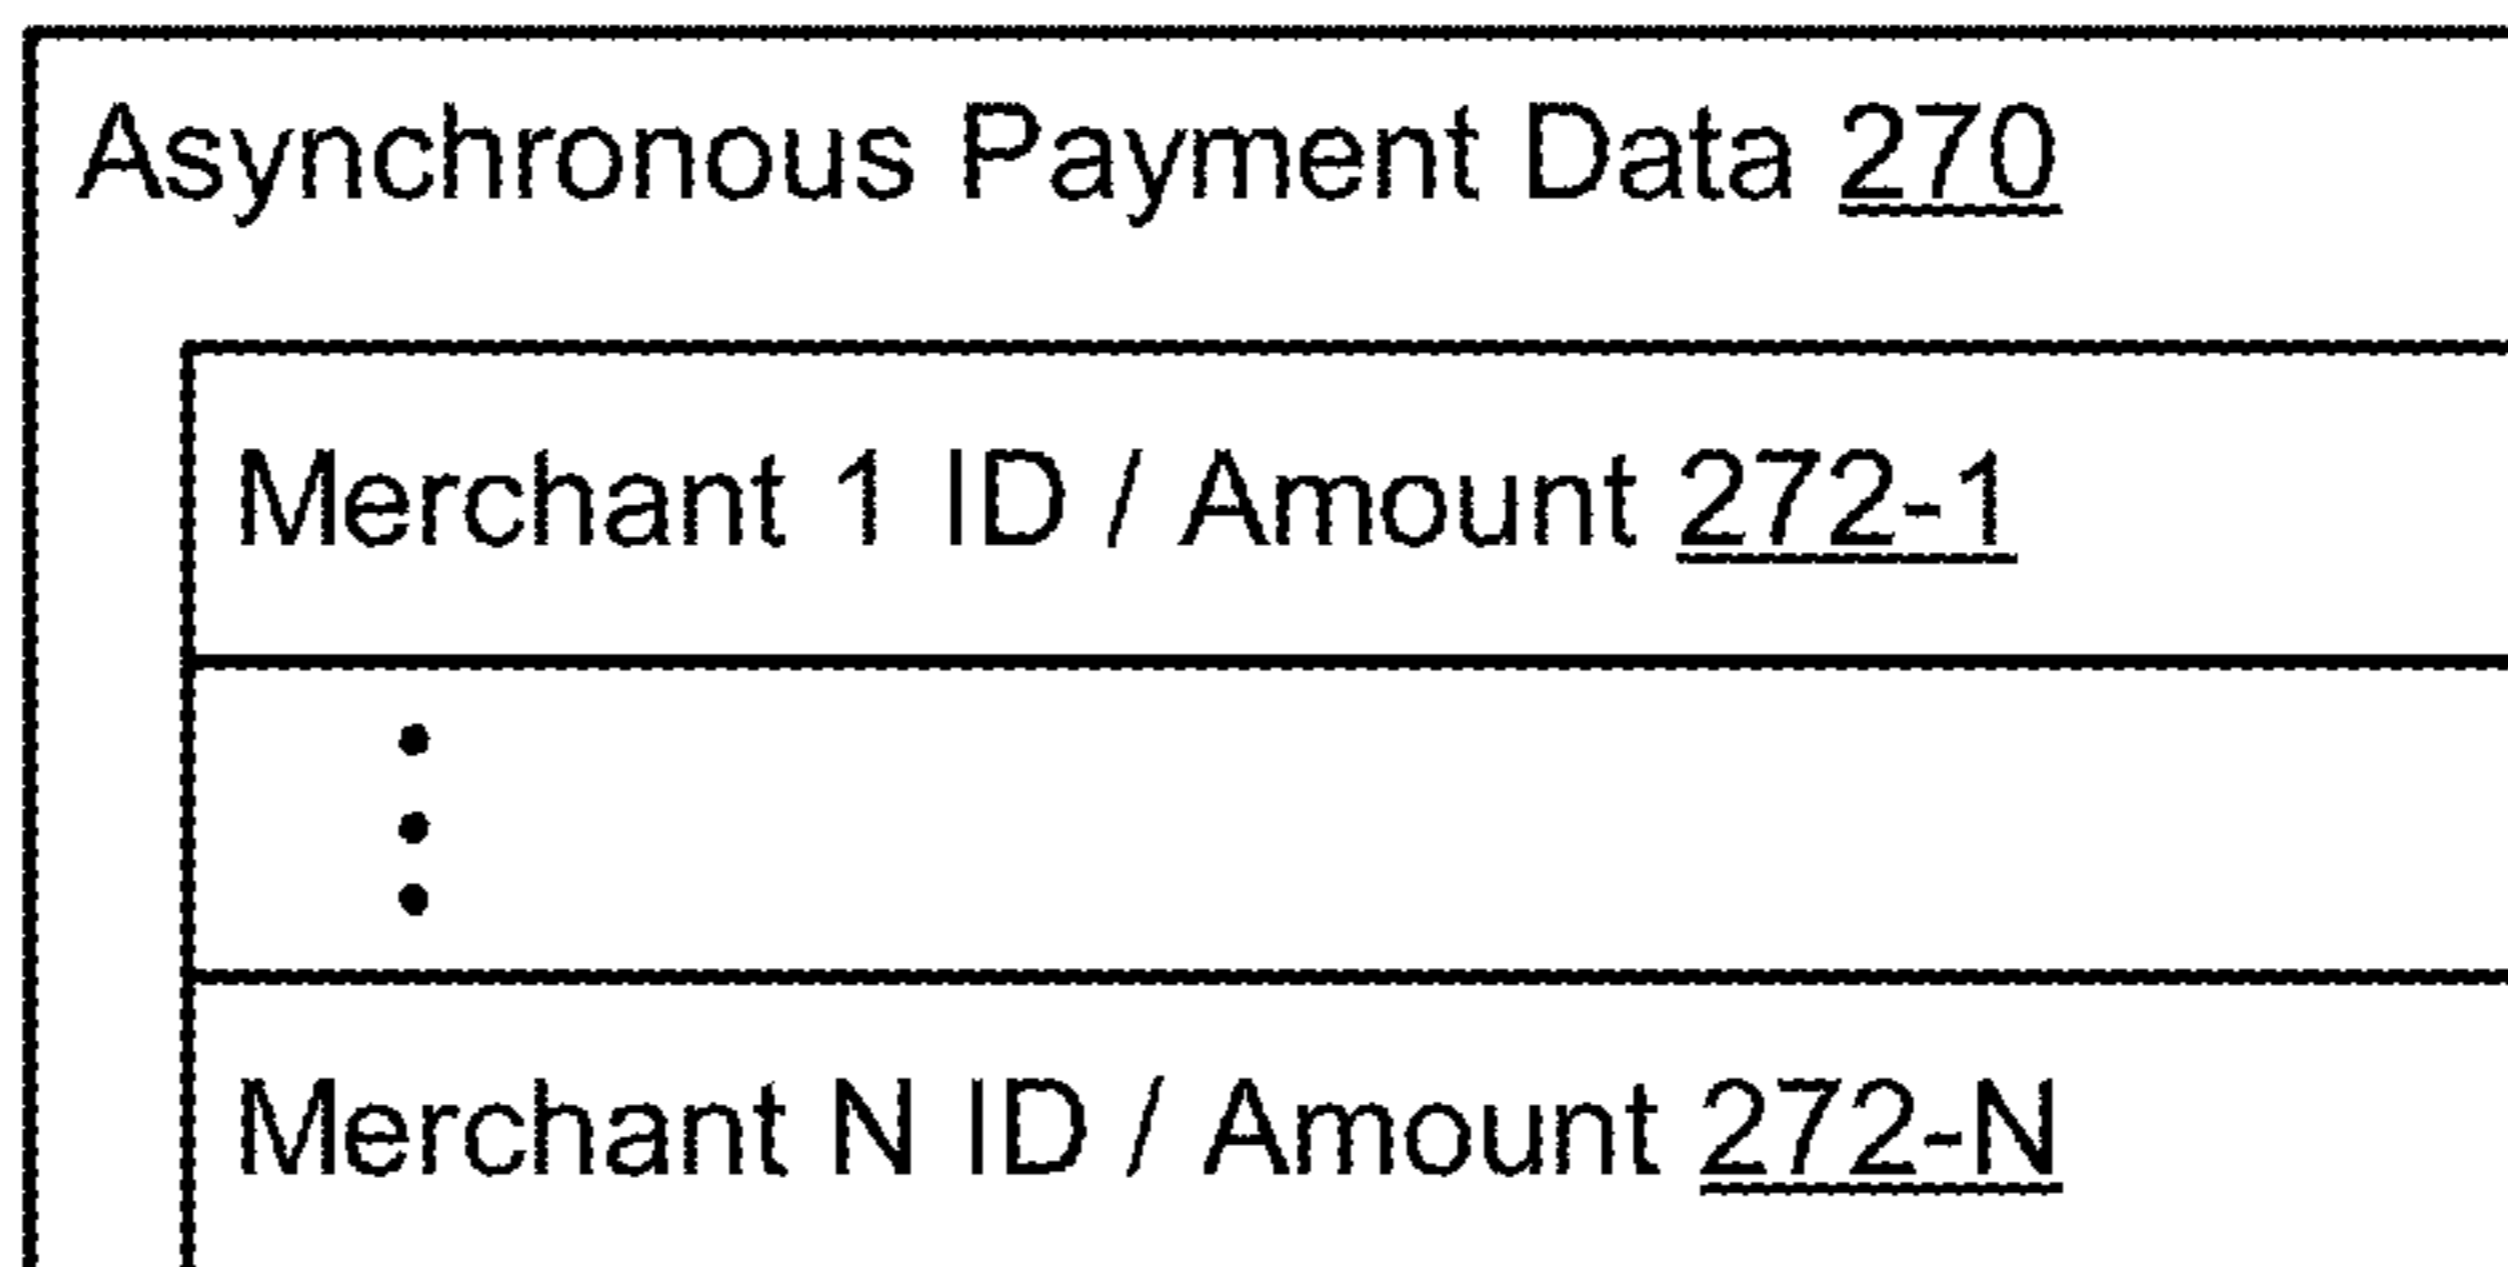 Asynchronous Payment Data 270
Merchant 1 ID / Amount 272-1
Merchant N ID / Amount 272-N